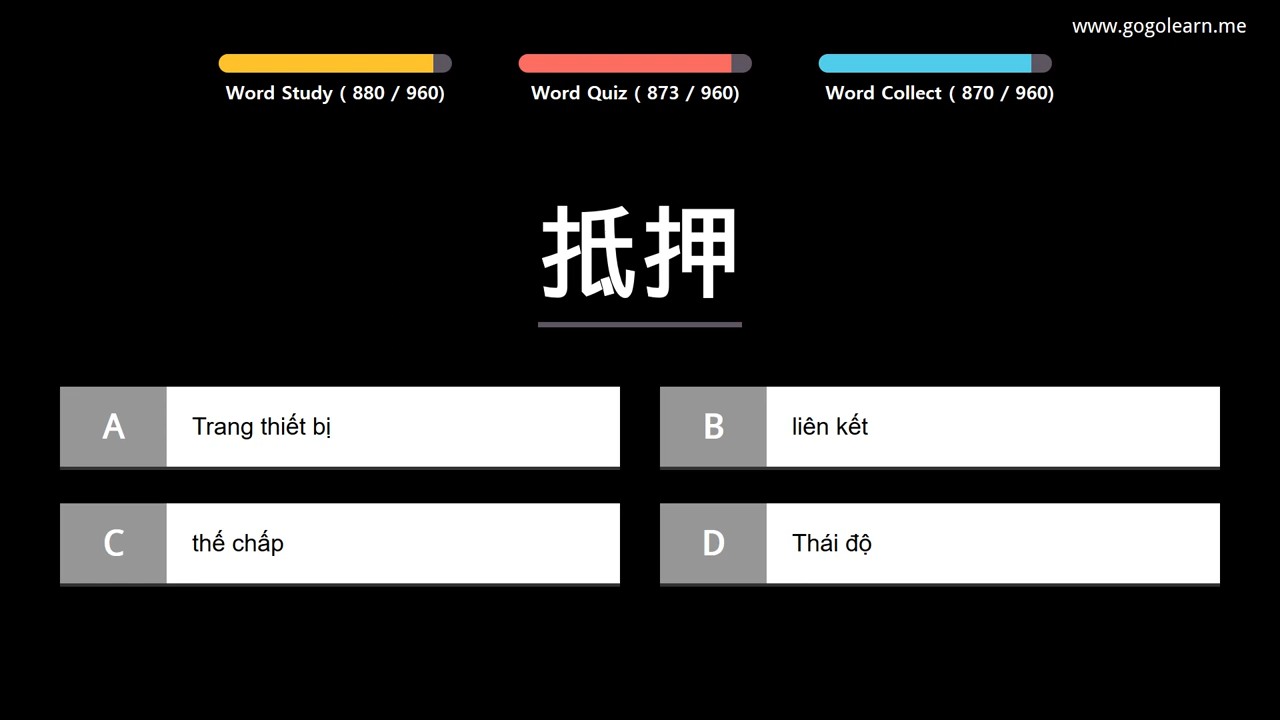 www.gogolearn.me
Word Study ( 880 / 960)
Word Quiz ( 873 / 960)
Word Collect ( 870 / 960)
抵押
A Trang thiết bị
B liên kết
C thế chấp
D Thái độ